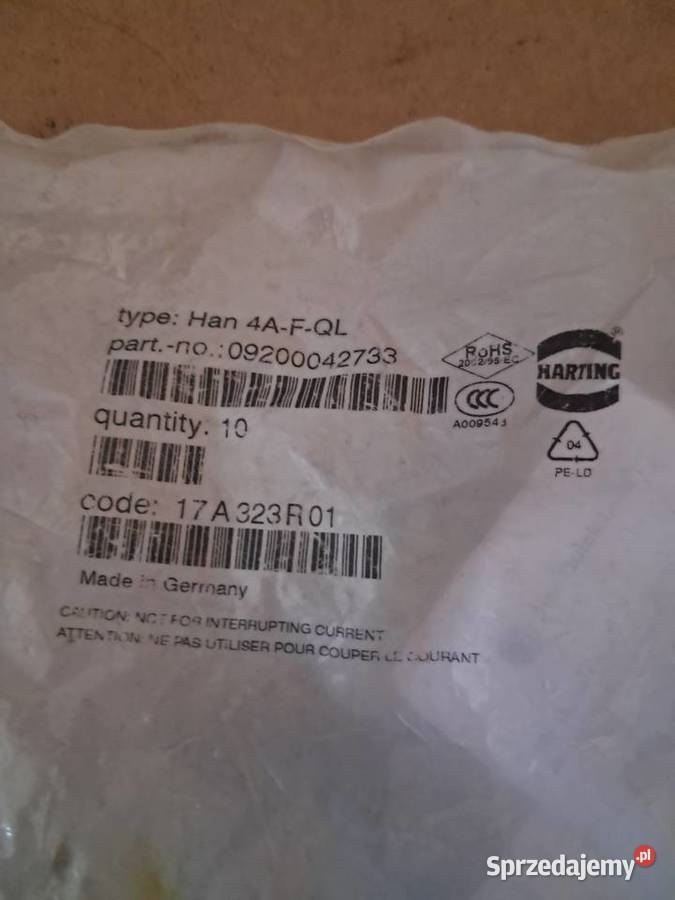 type: Han 4A-F-QL
part.-no.:09200042733
RoHS
2002/95/EC
HARTING
®
CCC
A009543
quantity: 10
04
PE-LD
code: 17A323R01
Made in Germany
CAUTION: NOT FOR INTERRUPTING CURRENT
ATTENTION: NE PAS UTILISER POUR COUPER LE COURANT
Sprzedajemy.pl